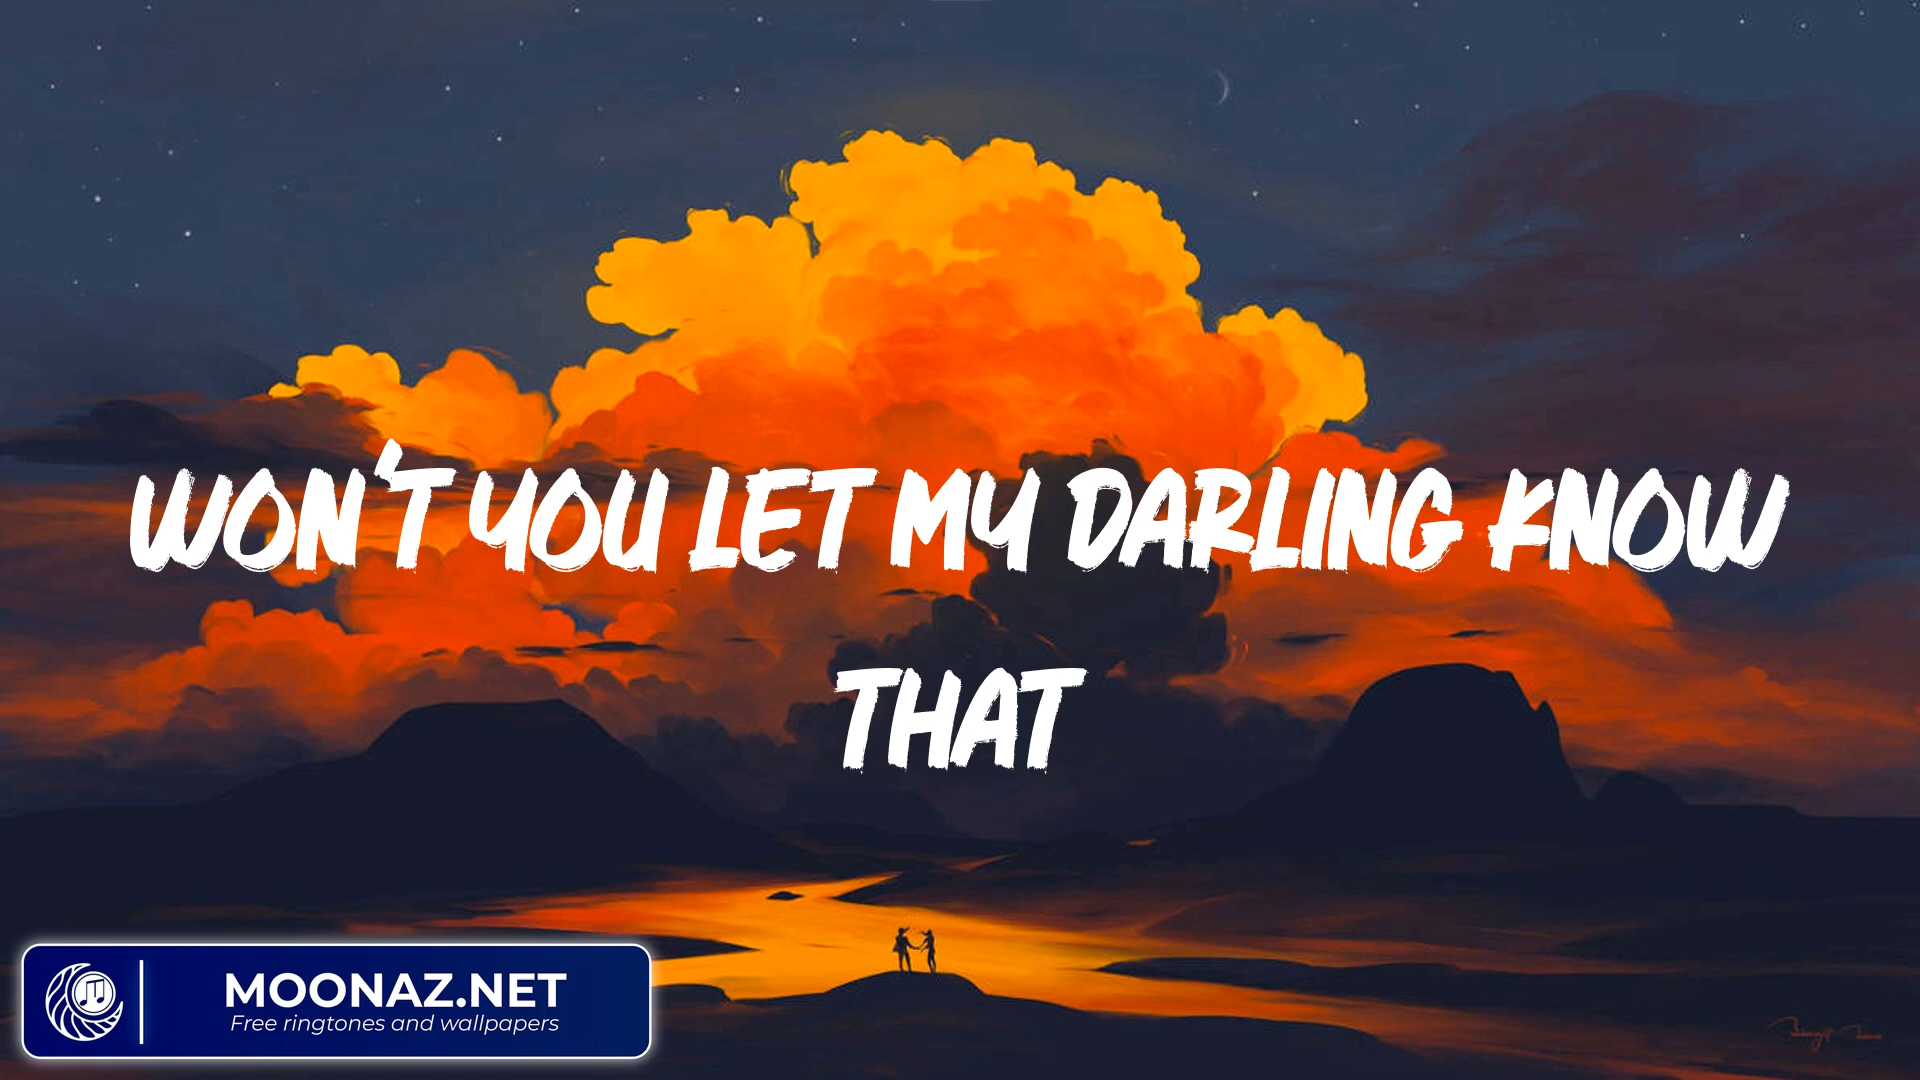 WON'T YOU LET MY DARLING KNOW
THAT
MOONAZ.NET
Free ringtones and wallpapers